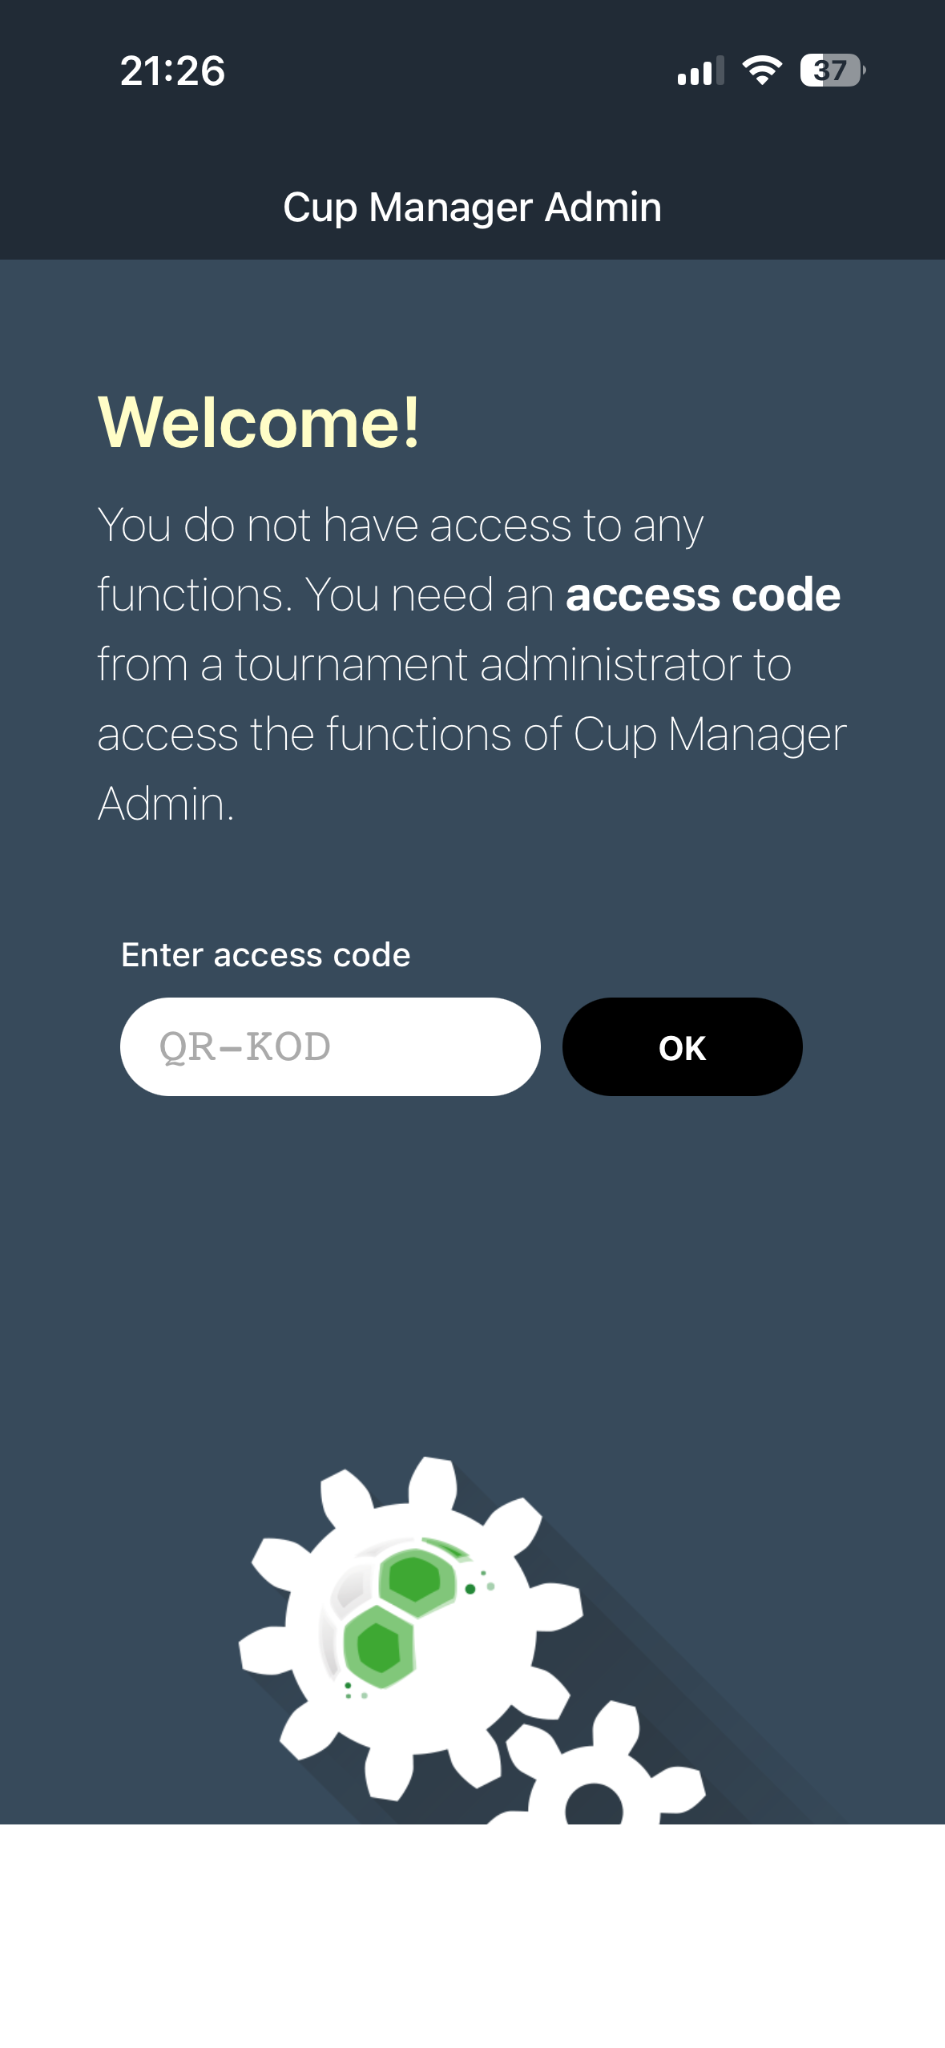 21:26
37
Cup Manager Admin
Welcome!
You do not have access to any
functions. You need an access code
from a tournament administrator to
access the functions of Cup Manager
Admin.
Enter access code
QR-KOD
OK